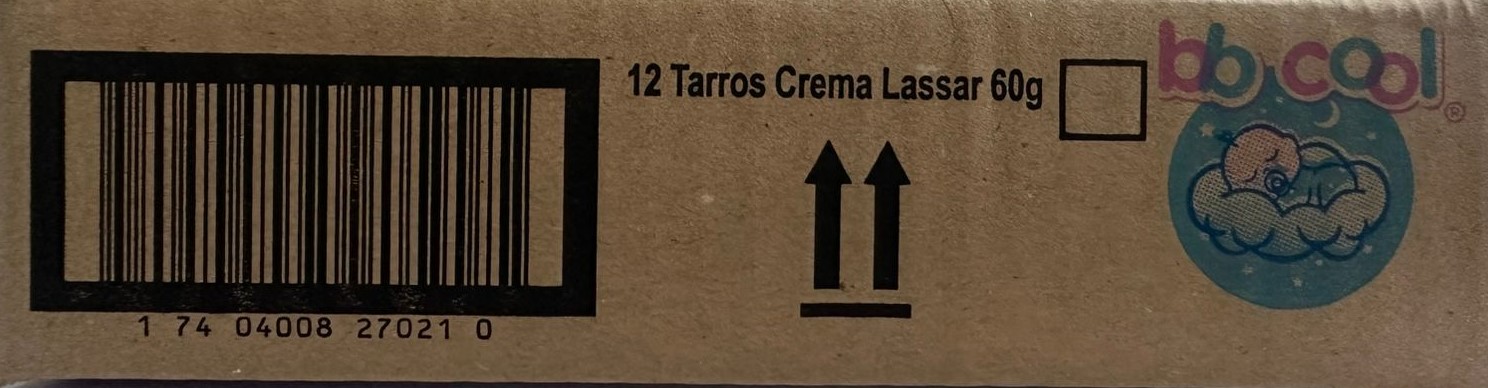 12 Tarros Crema Lassar 60g
bb cool
®
1 74 04008 27021 0